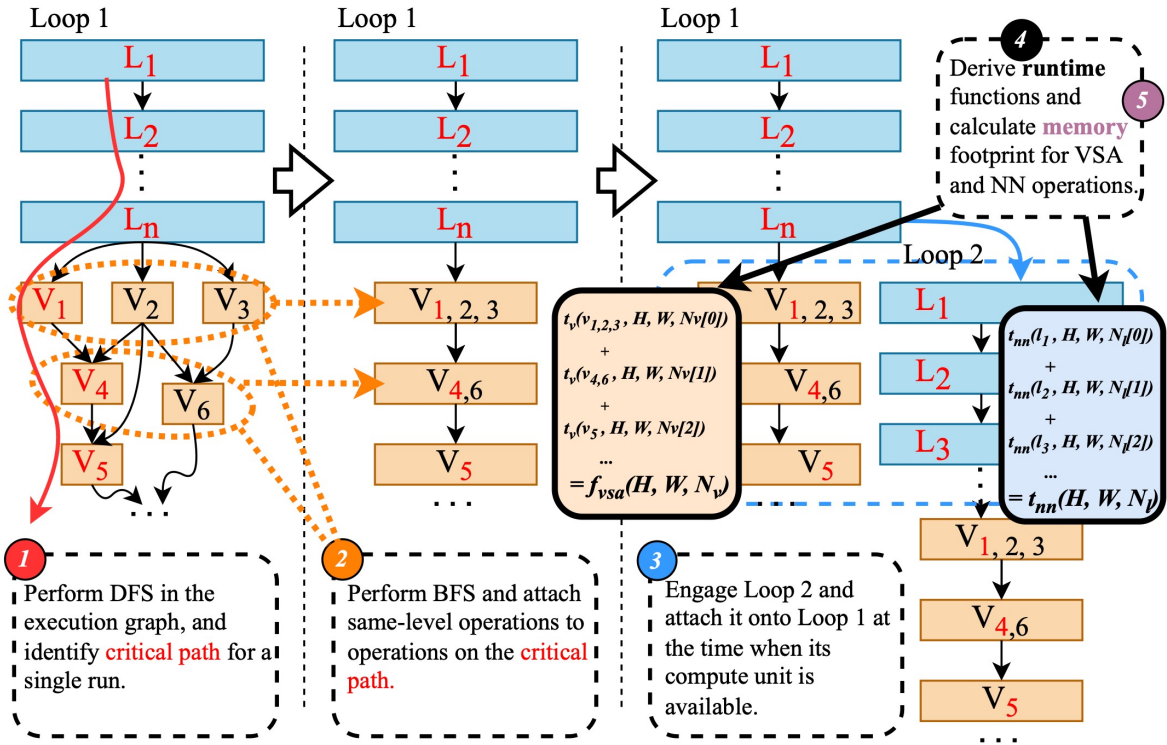 Loop 1
L1
L2
⋮
Ln
V1
V2
V3
V4
V6
V5
...
1
Perform DFS in the
execution graph, and
identify critical path for a
single run.
Loop 1
L1
L2
⋮
Ln
V1, 2, 3
V4,6
V5
...
2
Perform BFS and attach
same-level operations to
operations on the critical
path.
Loop 1
L1
L2
⋮
Ln
V1, 2, 3
V4,6
V5
...
tv(v1,2,3 , H, W, Nv[0])
+
tv(v4,6 , H, W, Nv[1])
+
tv(v5 , H, W, Nv[2])
...
= fvsa(H, W, Nv)
3
Engage Loop 2 and
attach it onto Loop 1 at
the time when its
compute unit is
available.
4
5
Derive runtime
functions and
calculate memory
footprint for VSA
and NN operations.
Loop 2
L1
L2
L3
⋮
tnn(l1 , H, W, Nl[0])
+
tnn(l2 , H, W, Nl[1])
+
tnn(l3 , H, W, Nl[2])
...
= tnn(H, W, Nl)
V1, 2, 3
V4,6
V5
...